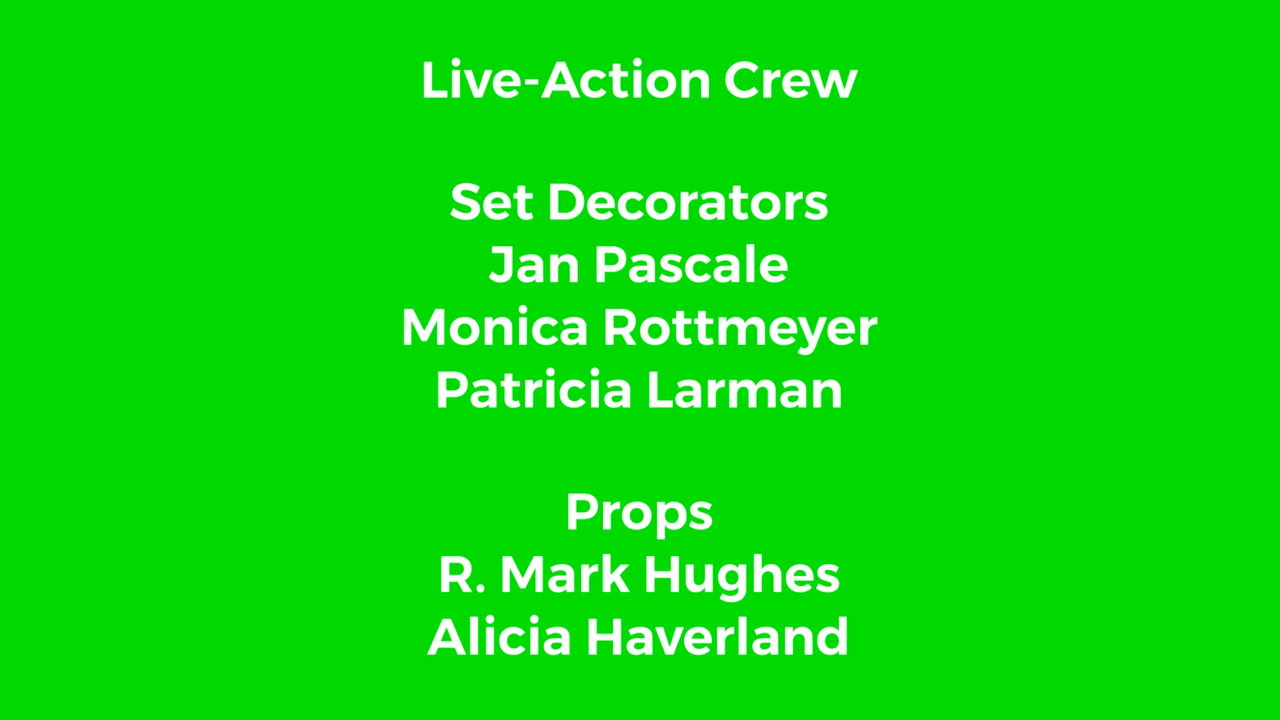 Live-Action Crew
Set Decorators
Jan Pascale
Monica Rottmeyer
Patricia Larman
Props
R. Mark Hughes
Alicia Haverland